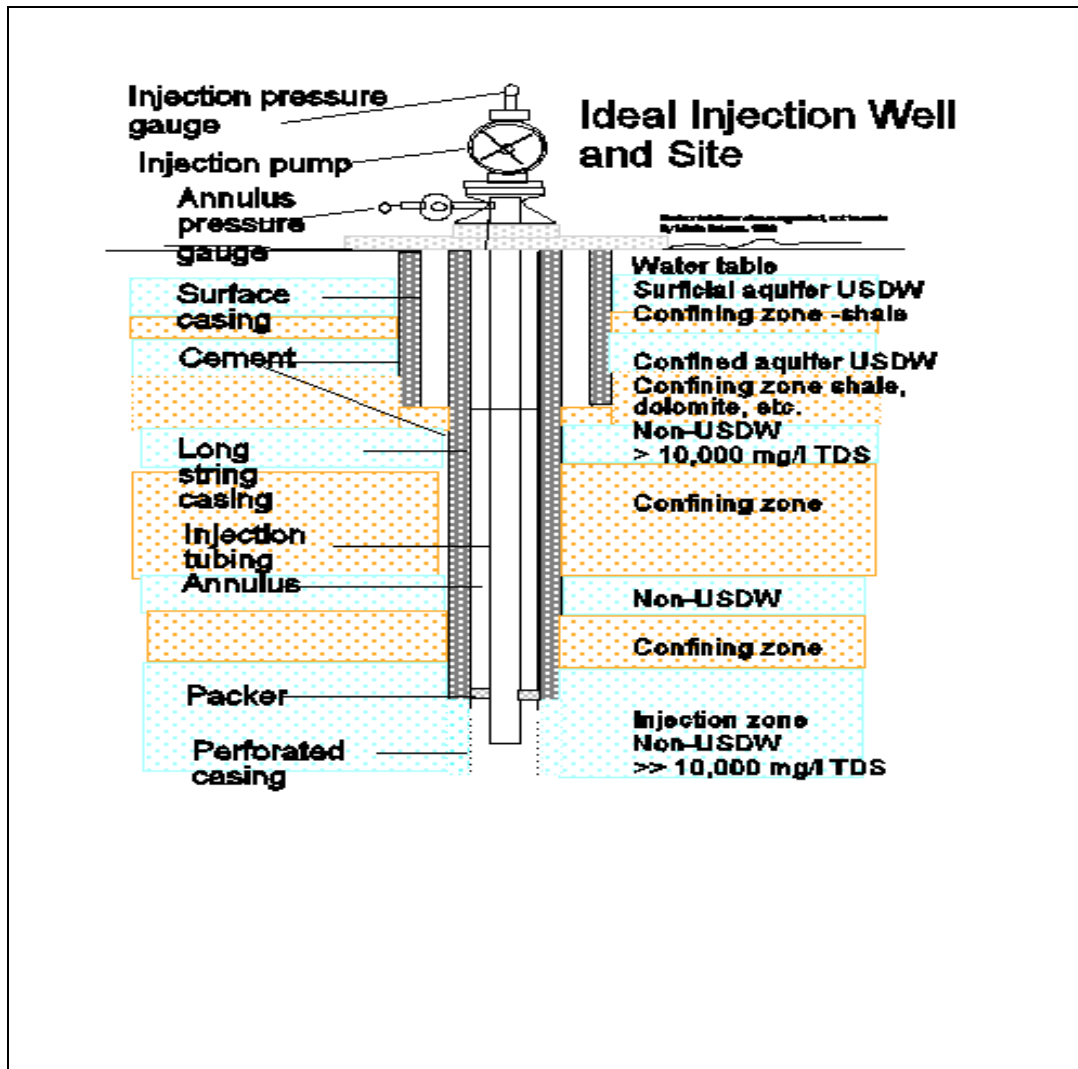 Injection pressure
gauge
Injection pump
Annulus
pressure
gauge
Surface
casing
Cement
Long
string
casing
Injection
tubing
Annulus
Packer
Perforated
casing
Ideal Injection Well
and Site
Water table
Surficial aquifer USDW
Confining zone -shale
Confined aquifer USDW
Confining zone shale,
dolomite, etc.
Non-USDW
> 10,000 mg/l TDS
Confining zone
Non-USDW
Confining zone
Injection zone
Non-USDW
>> 10,000 mg/l TDS